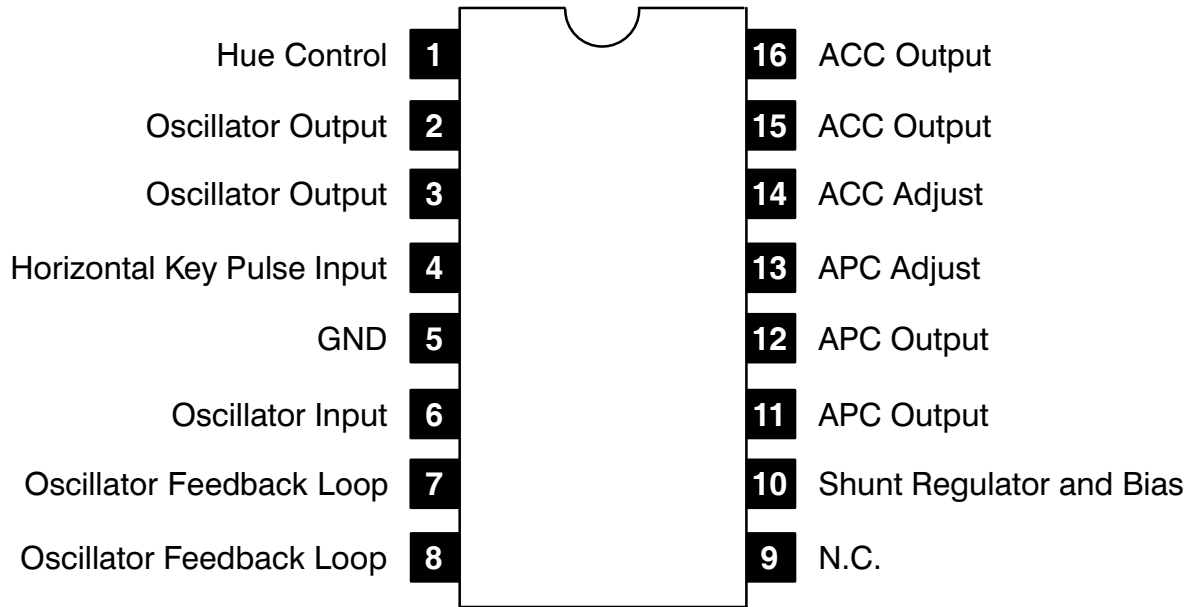 Hue Control 1 16 ACC Output
Oscillator Output 2 15 ACC Output
Oscillator Output 3 14 ACC Adjust
Horizontal Key Pulse Input 4 13 APC Adjust
GND 5 12 APC Output
Oscillator Input 6 11 APC Output
Oscillator Feedback Loop 7 10 Shunt Regulator and Bias
Oscillator Feedback Loop 8 9 N.C.